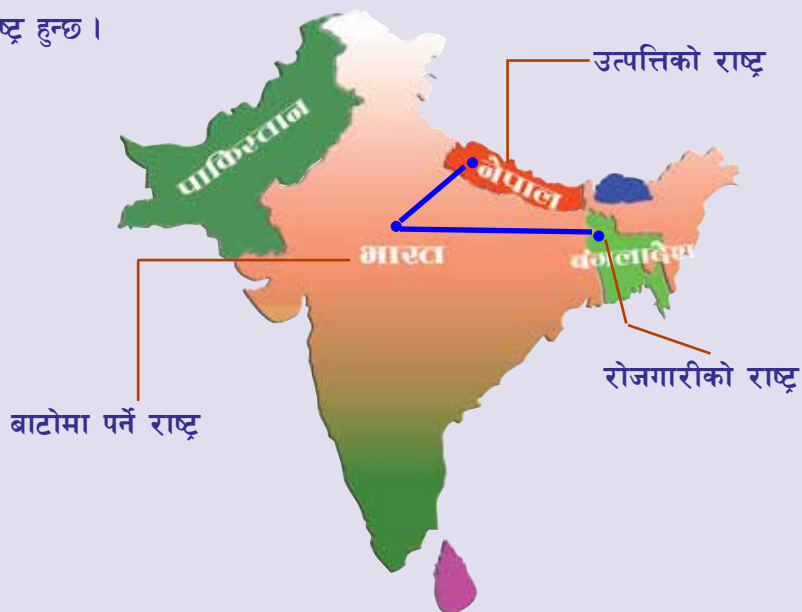 ष्ट्र हुन्छ ।
उत्पत्तिको राष्ट्र
पाकिस्तान
नेपाल
भारत
बंगलादेश
रोजगारीको राष्ट्र
बाटोमा पर्ने राष्ट्र